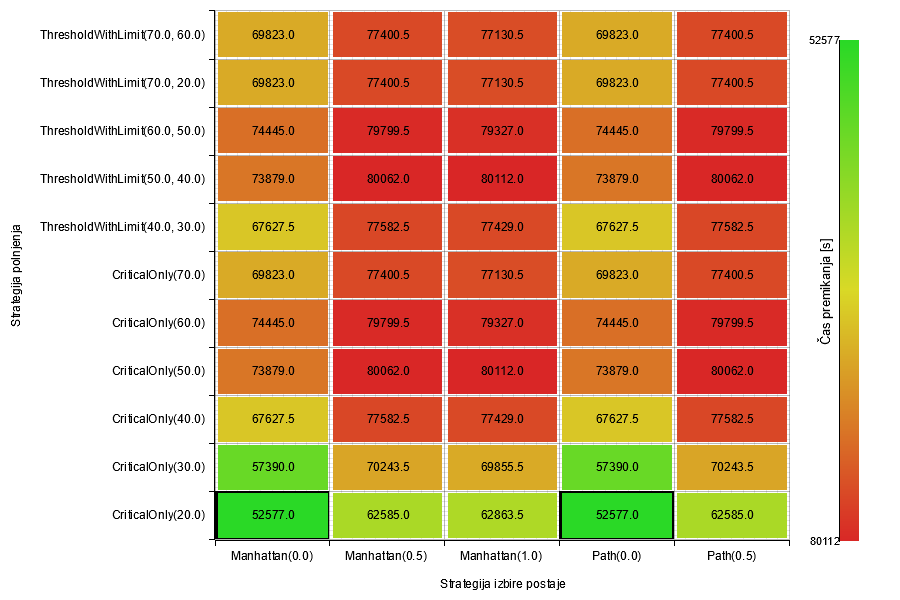 ThresholdWithLimit(70.0, 60.0) 69823.0 77400.5 77130.5 69823.0 77400.5
ThresholdWithLimit(70.0, 20.0) 69823.0 77400.5 77130.5 69823.0 77400.5
ThresholdWithLimit(60.0, 50.0) 74445.0 79799.5 79327.0 74445.0 79799.5
ThresholdWithLimit(50.0, 40.0) 73879.0 80062.0 80112.0 73879.0 80062.0
ThresholdWithLimit(40.0, 30.0) 67627.5 77582.5 77429.0 67627.5 77582.5
CriticalOnly(70.0) 69823.0 77400.5 77130.5 69823.0 77400.5
CriticalOnly(60.0) 74445.0 79799.5 79327.0 74445.0 79799.5
CriticalOnly(50.0) 73879.0 80062.0 80112.0 73879.0 80062.0
CriticalOnly(40.0) 67627.5 77582.5 77429.0 67627.5 77582.5
CriticalOnly(30.0) 57390.0 70243.5 69855.5 57390.0 70243.5
CriticalOnly(20.0) 52577.0 62585.0 62863.5 52577.0 62585.0
Manhattan(0.0) Manhattan(0.5) Manhattan(1.0) Path(0.0) Path(0.5)
Strategija izbire postaje
Strategija polnjenja
52577
Čas premikanja [s]
80112